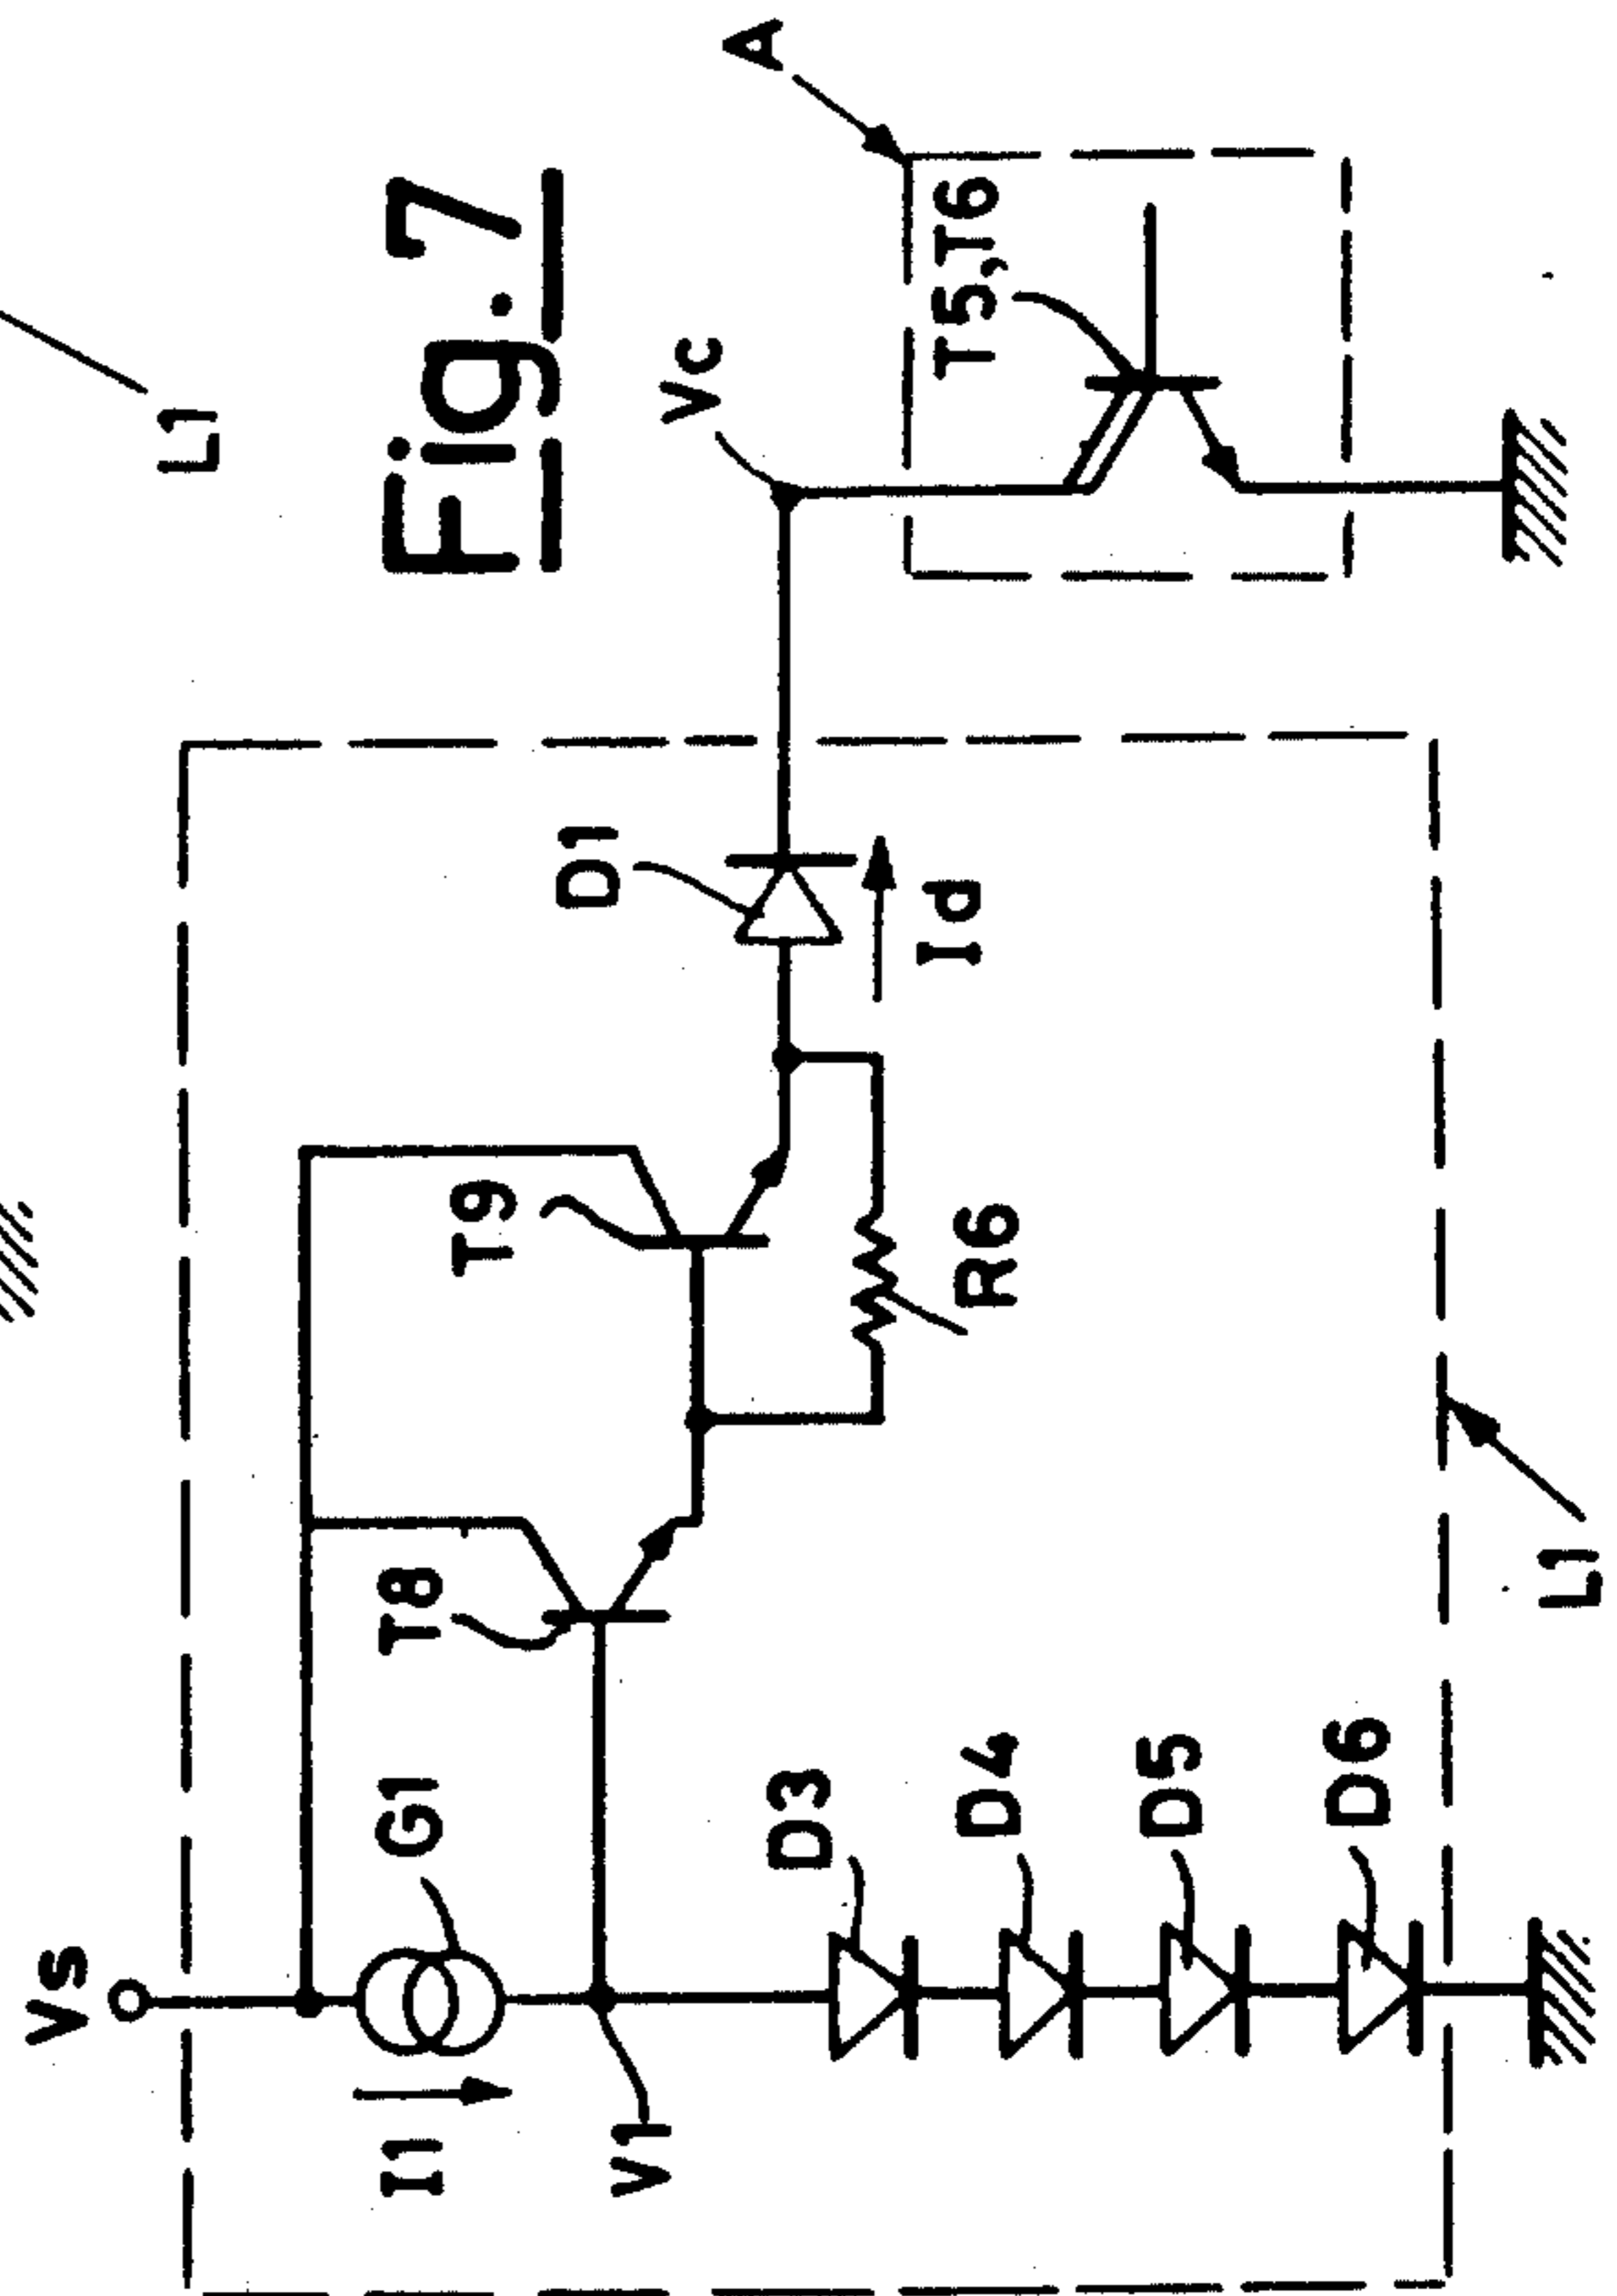 L1
Fig. 7
A
Vc
T5,T6
D1
Id
T9
R6
T8
Vs
G1
I1
V1
D3
D4
D5
D6
L1